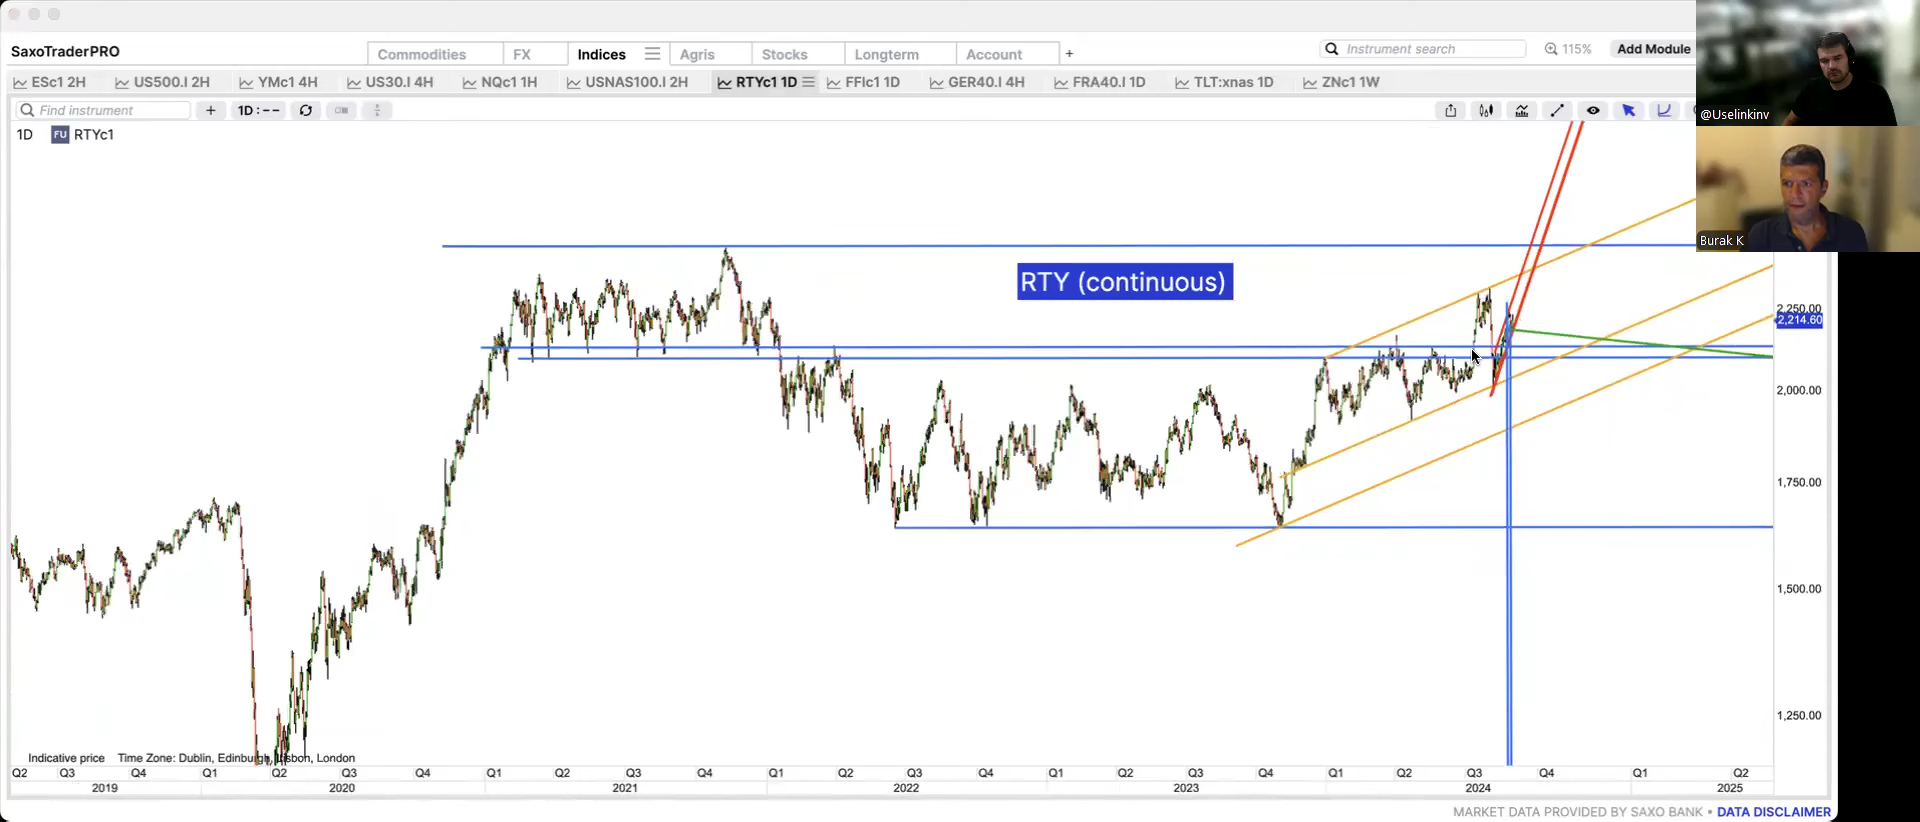 SaxoTraderPRO
Commodities FX Indices Agris Stocks Longterm Account +
Instrument search 115% Add Module
ESc1 2H US500.I 2H YMc1 4H US30.I 4H NQc1 1H USNAS100.I 2H RTYc1 1D FFIc1 1D GER40.I 4H FRA40.I 1D TLT:xnas 1D ZNc1 1W
Find instrument + 1D : --
@Uselinkinv
1D FU RTYc1
Burak K
RTY (continuous)
2,250.00
2,214.60
2,000.00
1,750.00
1,500.00
1,250.00
Indicative price Time Zone: Dublin, Edinburgh, Lisbon, London
Q2 Q3 Q4 Q1 Q2 Q3 Q4 Q1 Q2 Q3 Q4 Q1 Q2 Q3 Q4 Q1 Q2 Q3 Q4 Q1 Q2 Q3 Q4 Q1 Q2
2019 2020 2021 2022 2023 2024 2025
MARKET DATA PROVIDED BY SAXO BANK • DATA DISCLAIMER